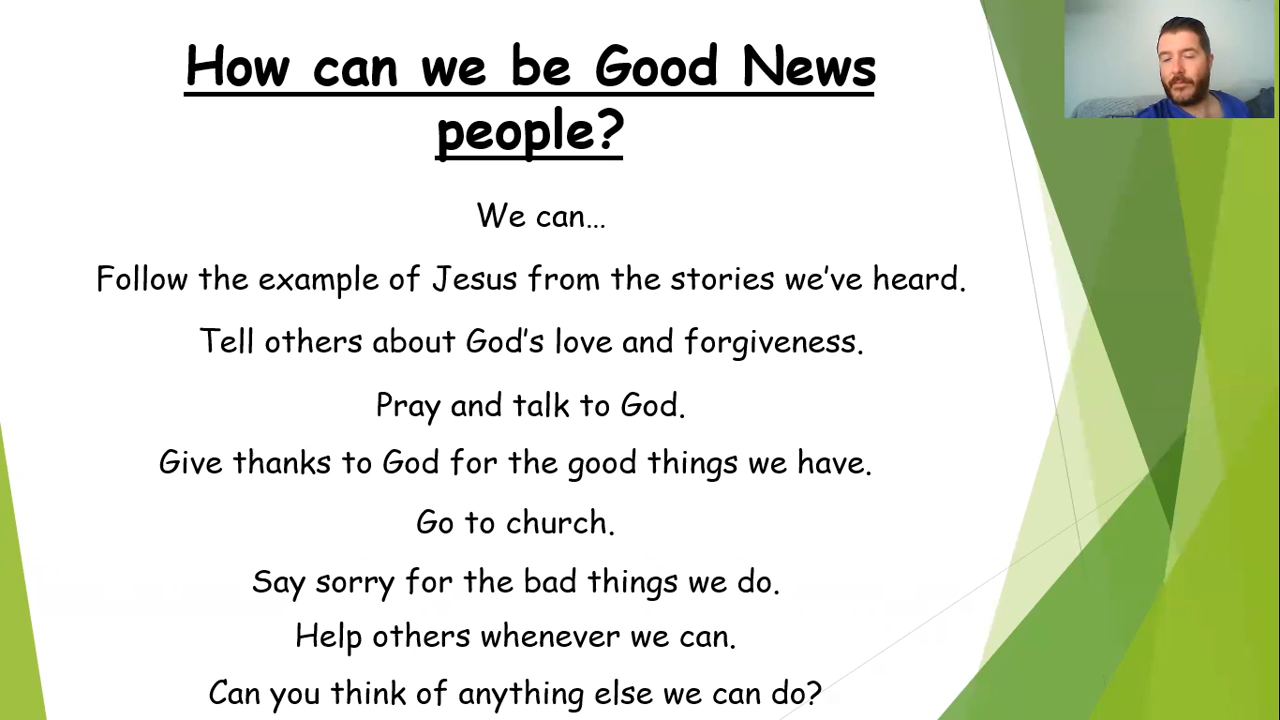 How can we be Good News
people?
We can...
Follow the example of Jesus from the stories we've heard.
Tell others about God's love and forgiveness.
Pray and talk to God.
Give thanks to God for the good things we have.
Go to church.
Say sorry for the bad things we do.
Help others whenever we can.
Can you think of anything else we can do?